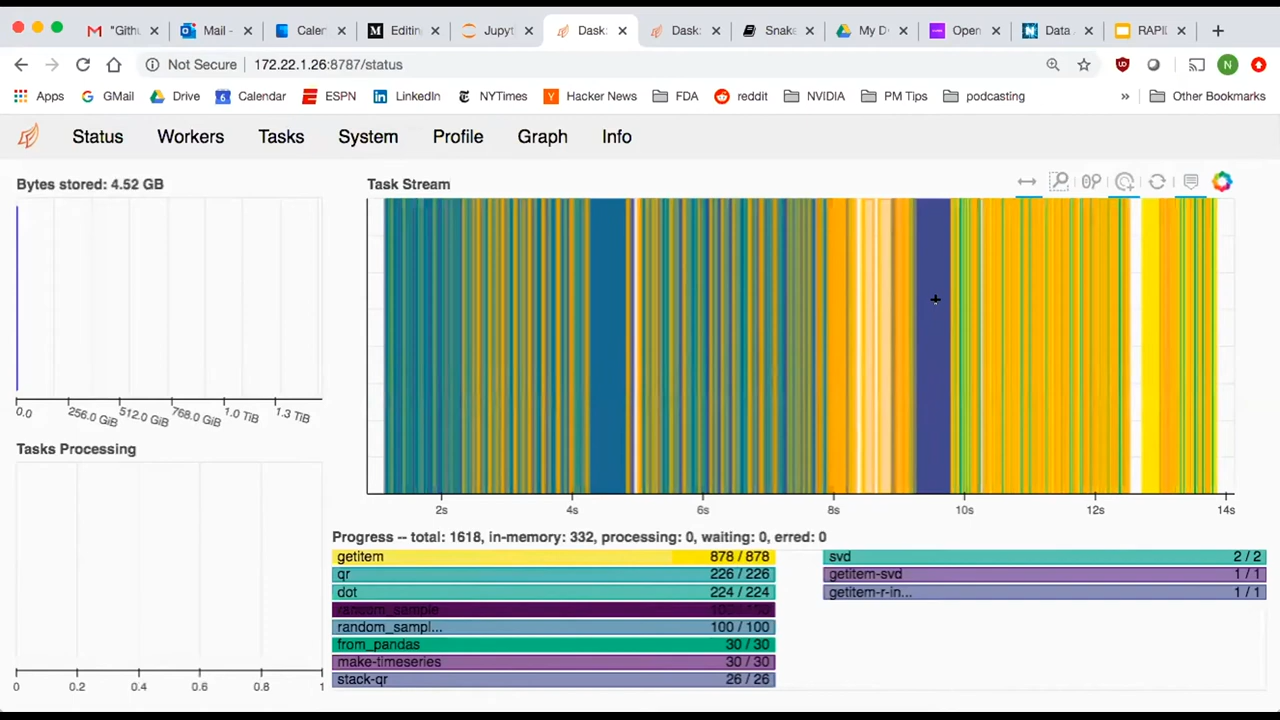 "Githu
Mail -
Calen
Editin
Jupyt
Dask:
Dask:
Snake
My D
Open
Data
RAPID
Not Secure 172.22.1.26:8787/status
N
Apps GMail Drive Calendar ESPN LinkedIn NYTimes Hacker News FDA reddit NVIDIA PM Tips podcasting » Other Bookmarks
Status Workers Tasks System Profile Graph Info
Bytes stored: 4.52 GB
0.0 256.0 GiB 512.0 GiB 768.0 GiB 1.0 TiB 1.3 TiB
Tasks Processing
0 0.2 0.4 0.6 0.8 1
Task Stream
2s 4s 6s 8s 10s 12s 14s
Progress -- total: 1618, in-memory: 332, processing: 0, waiting: 0, erred: 0
getitem 878 / 878
qr 226 / 226
dot 224 / 224
random_sample 100 / 100
random_sampl... 100 / 100
from_pandas 30 / 30
make-timeseries 30 / 30
stack-qr 26 / 26
svd 2 / 2
getitem-svd 1 / 1
getitem-r-in... 1 / 1